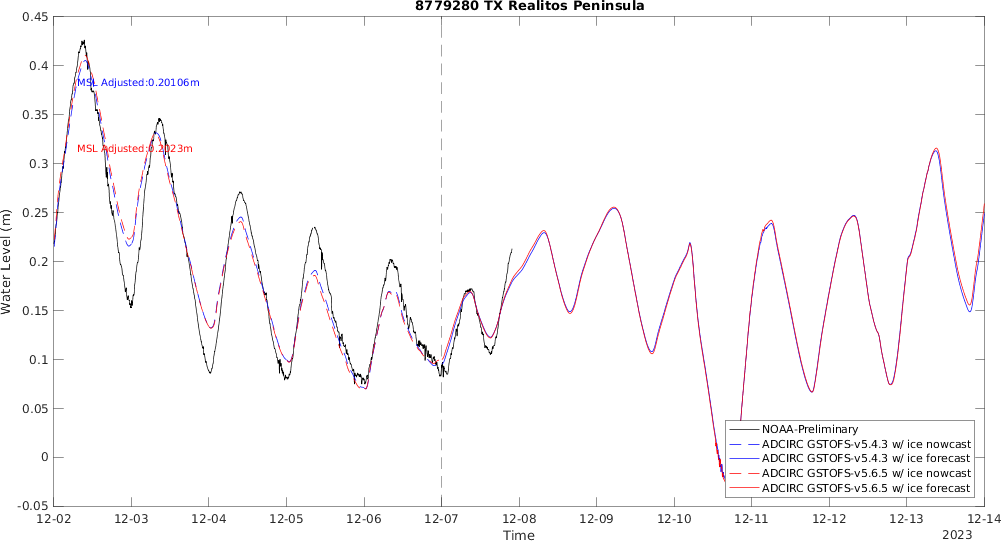 8779280 TX Realitos Peninsula
Water Level (m)
0.45
0.4
0.35
0.3
0.25
0.2
0.15
0.1
0.05
0
-0.05
MSL Adjusted:0.20106m
MSL Adjusted:0.2023m
NOAA-Preliminary
ADCIRC GSTOFS-v5.4.3 w/ ice nowcast
ADCIRC GSTOFS-v5.4.3 w/ ice forecast
ADCIRC GSTOFS-v5.6.5 w/ ice nowcast
ADCIRC GSTOFS-v5.6.5 w/ ice forecast
12-02 12-03 12-04 12-05 12-06 12-07 12-08 12-09 12-10 12-11 12-12 12-13 12-14
Time
2023